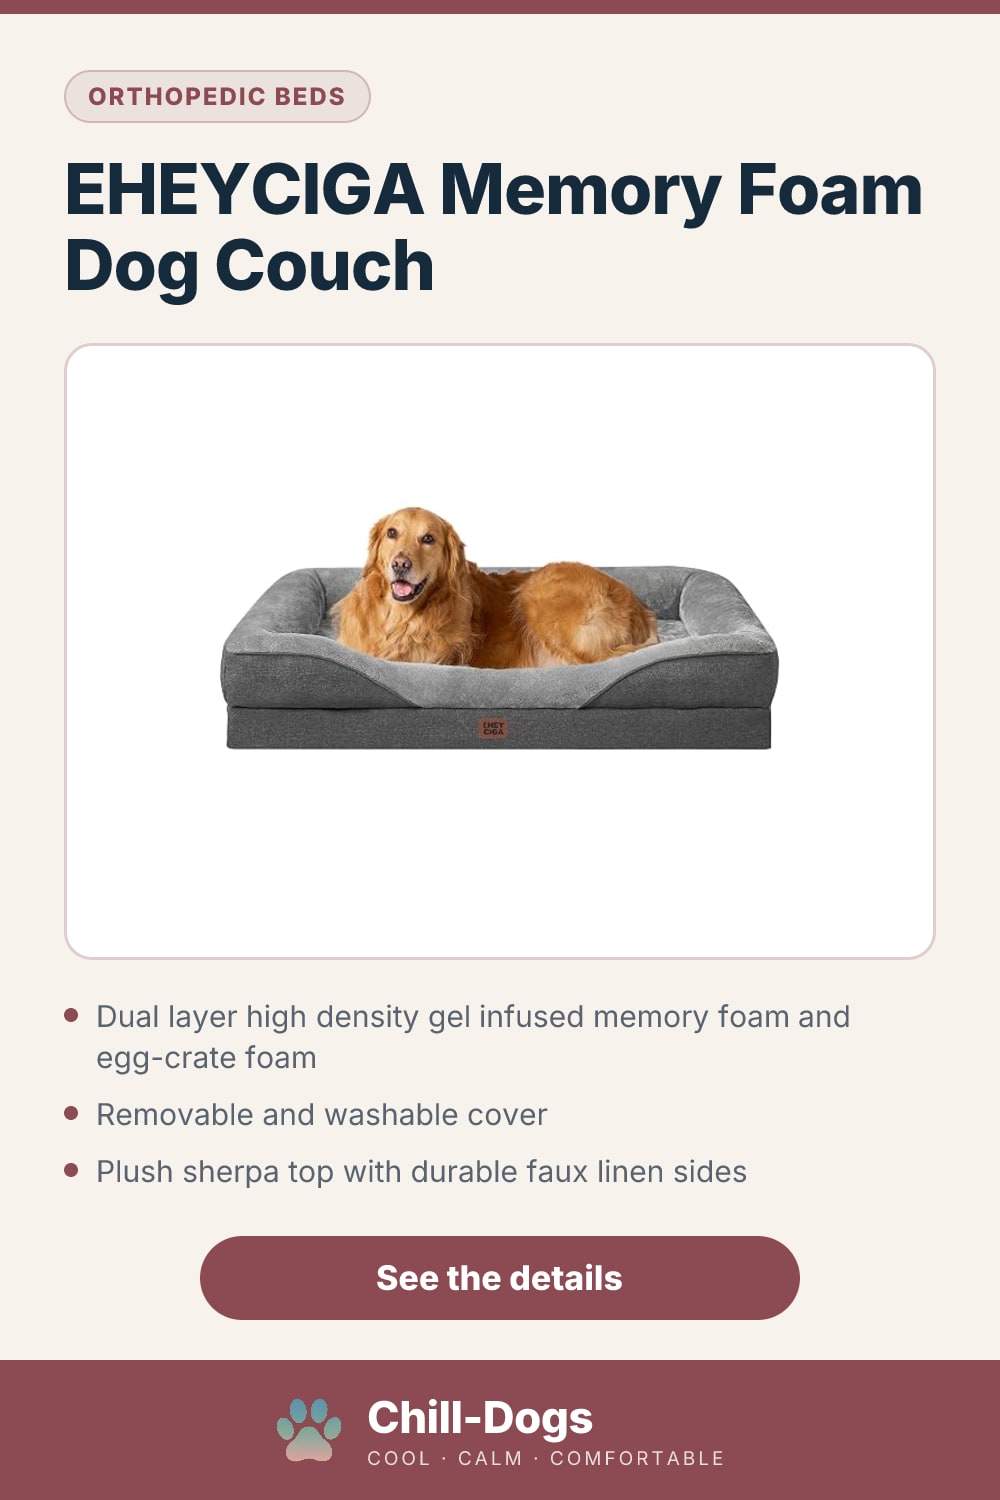 ORTHOPEDIC BEDS
EHEYCIGA Memory Foam
Dog Couch
EHEY
CIGA
Dual layer high density gel infused memory foam and
egg-crate foam
Removable and washable cover
Plush sherpa top with durable faux linen sides
See the details
Chill-Dogs
COOL · CALM · COMFORTABLE